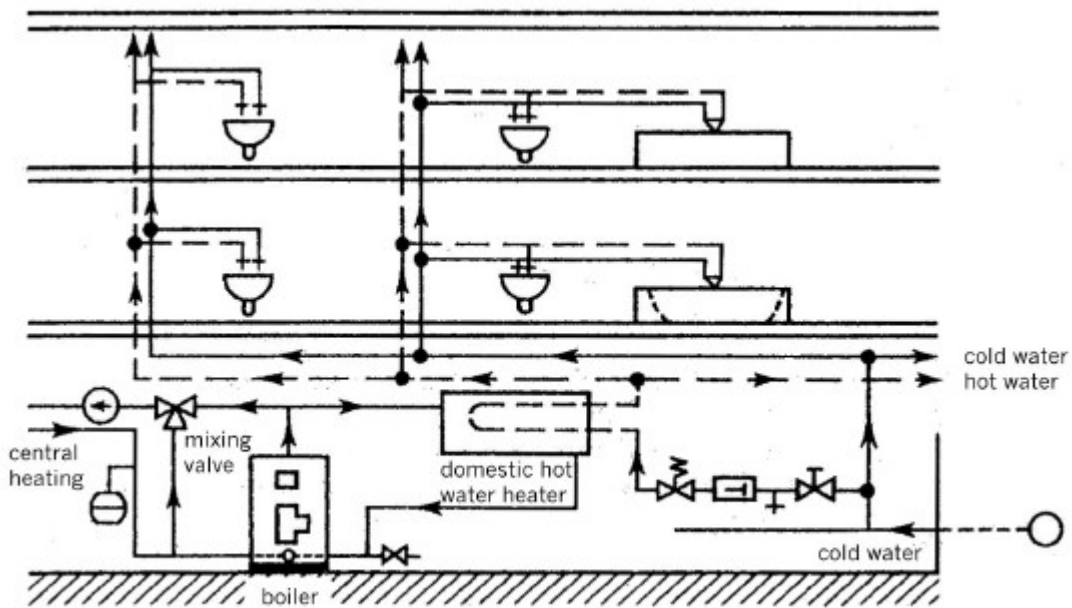 cold water
hot water
central
heating
mixing
valve
domestic hot
water heater
cold water
boiler